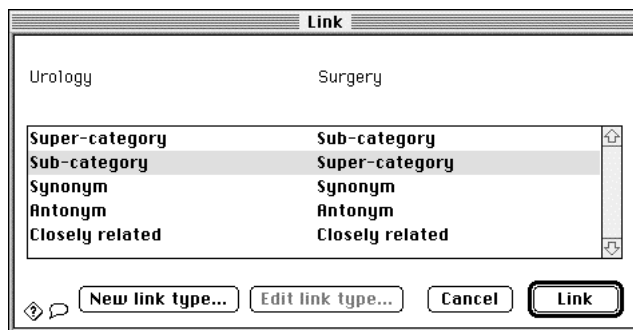 Link
Urology Surgery
Super-category Sub-category
Sub-category Super-category
Synonym Synonym
Antonym Antonym
Closely related Closely related
? New link type... Edit link type... Cancel Link